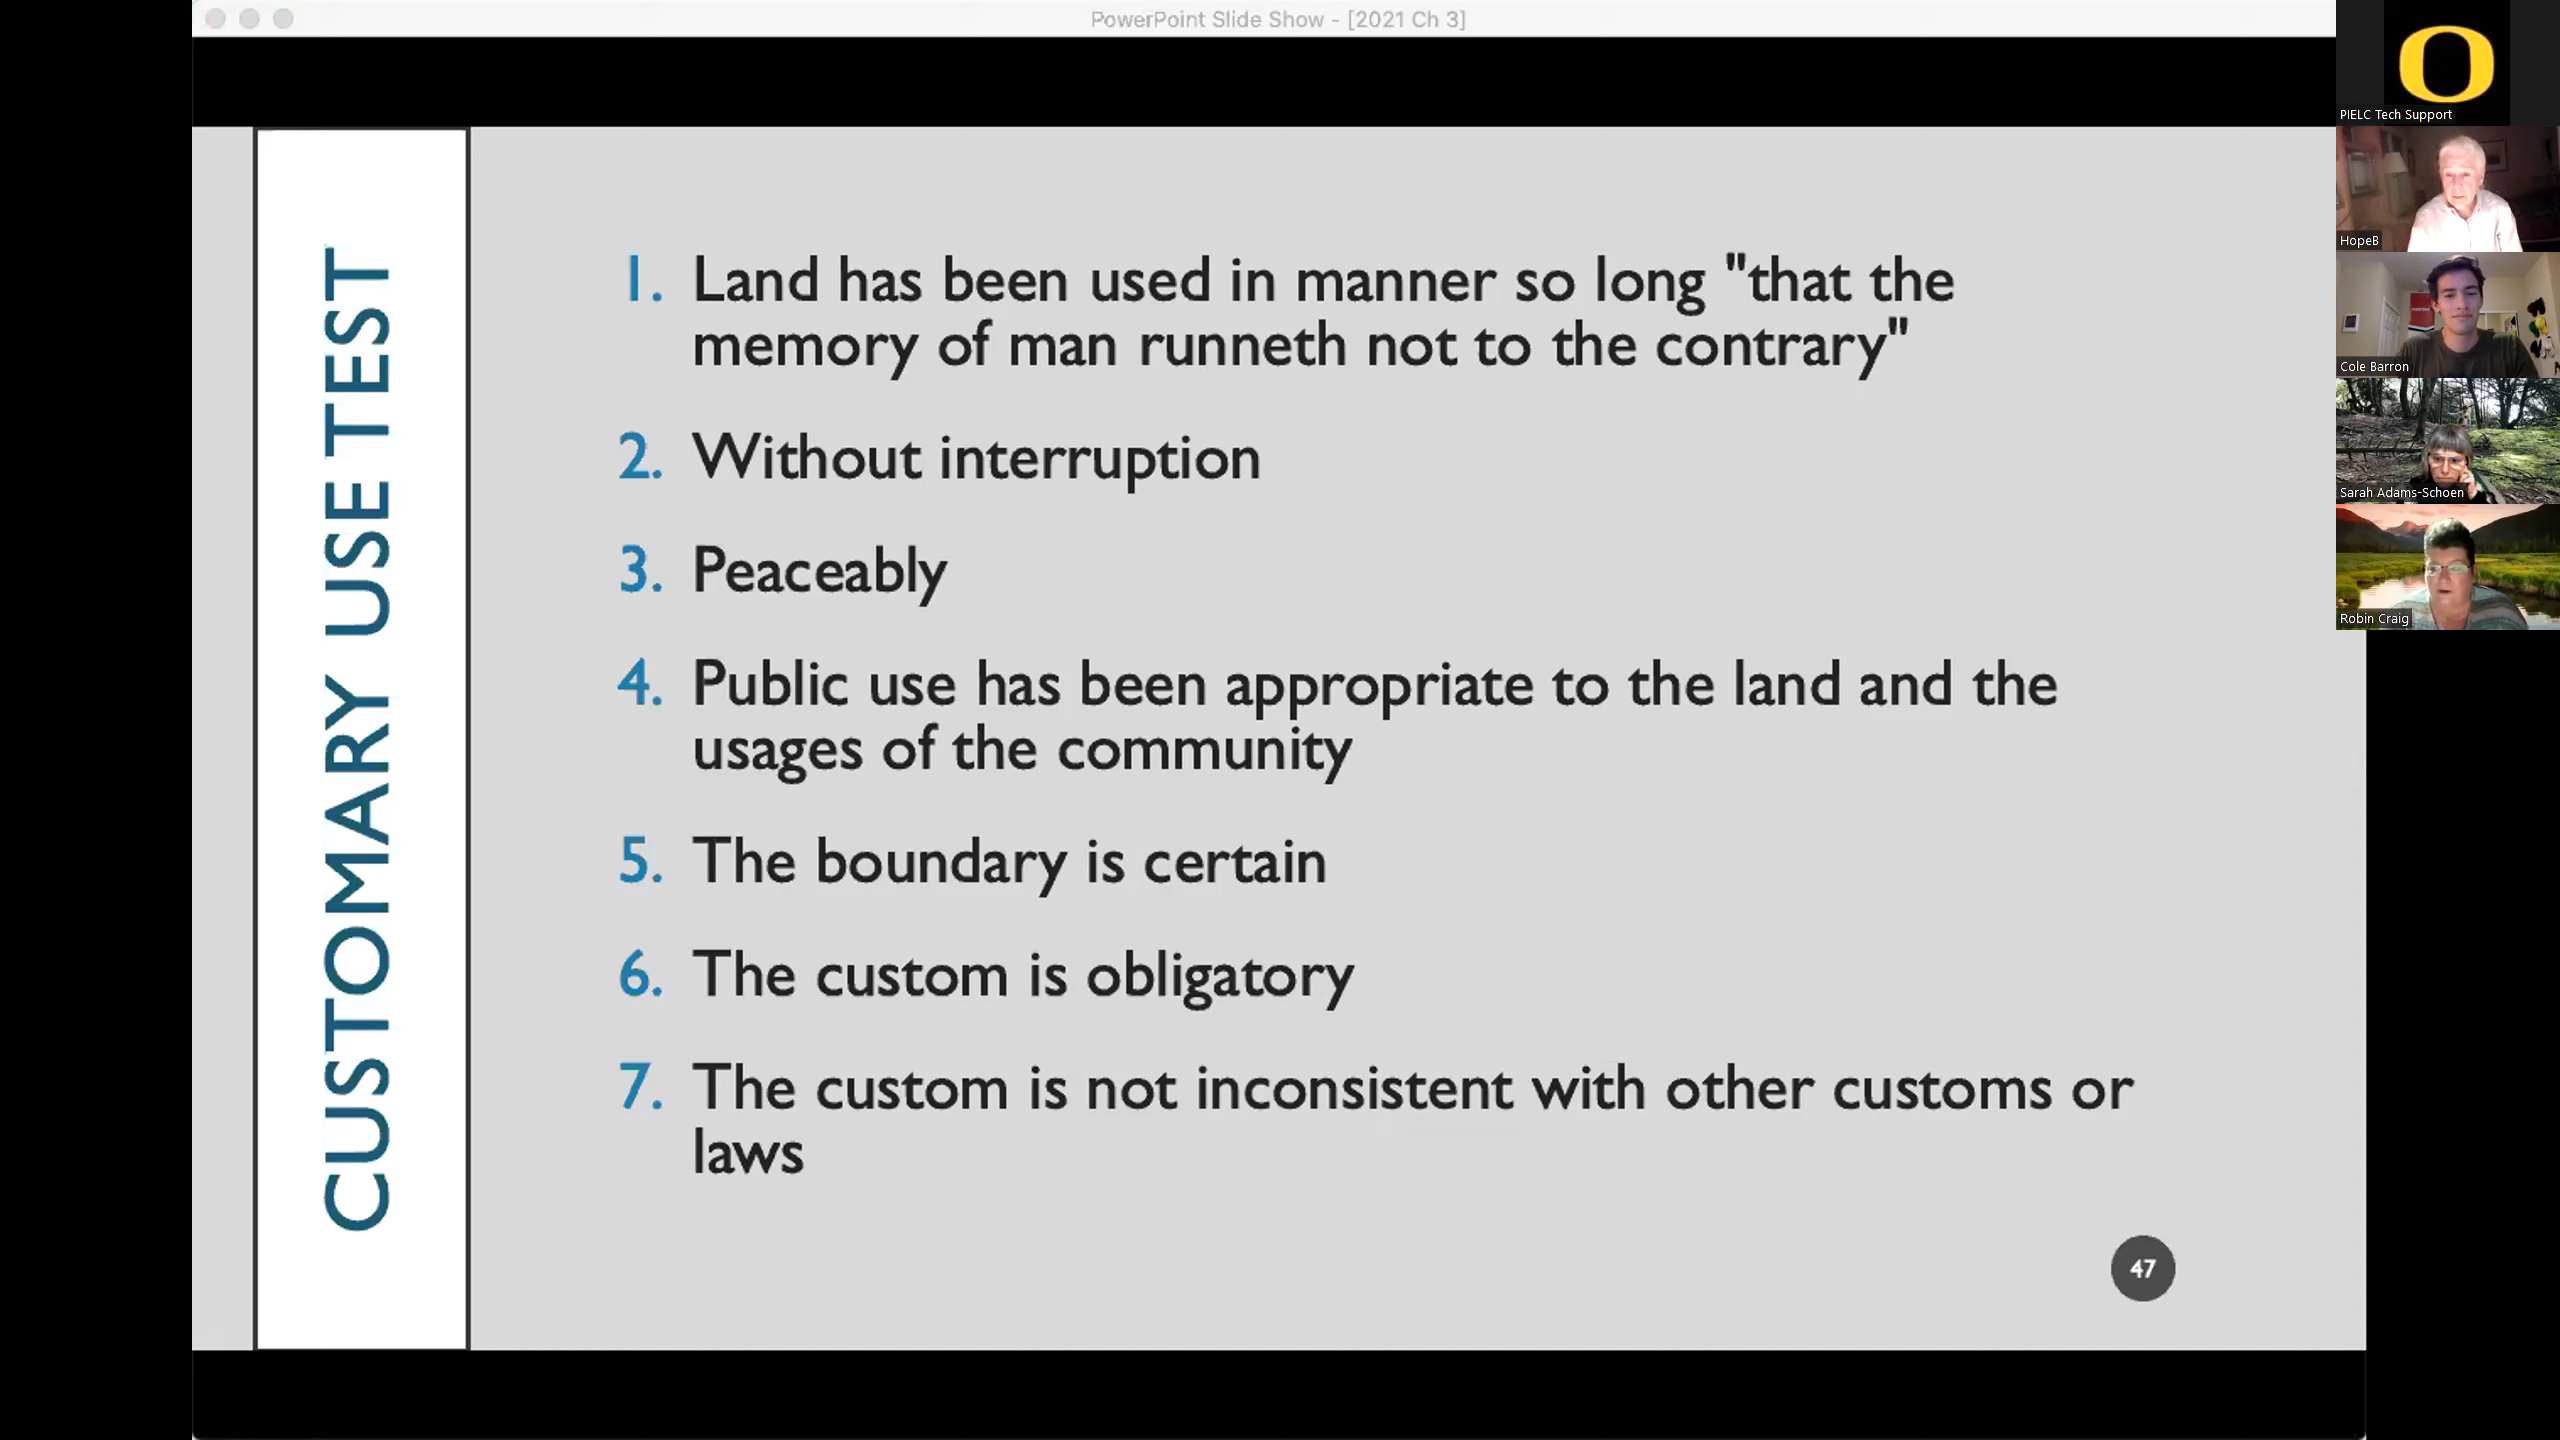 PowerPoint Slide Show - [2021 Ch 3]
CUSTOMARY USE TEST
1. Land has been used in manner so long "that the
memory of man runneth not to the contrary"
2. Without interruption
3. Peaceably
4. Public use has been appropriate to the land and the
usages of the community
5. The boundary is certain
6. The custom is obligatory
7. The custom is not inconsistent with other customs or
laws
47
O
PIELC Tech Support
HopeB
Cole Barron
Sarah Adams-Schoen
Robin Craig